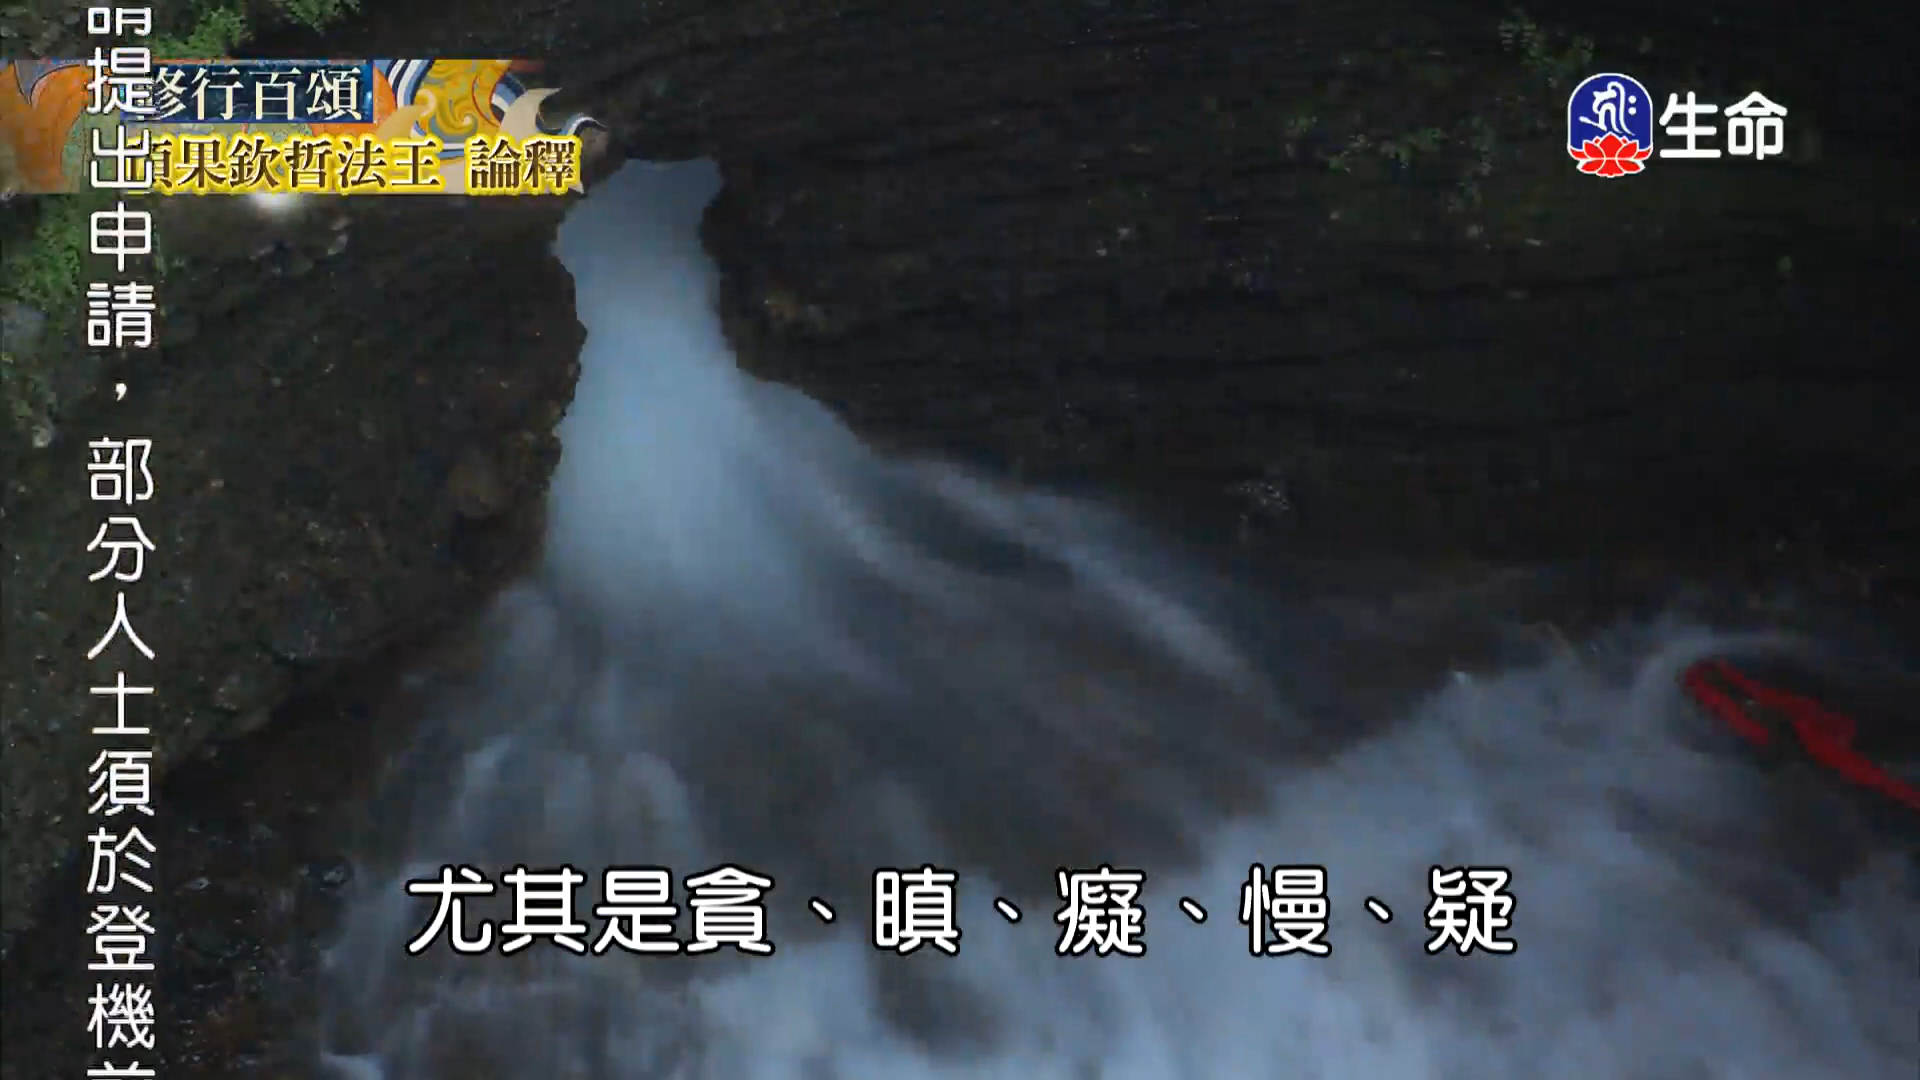 修行百頌
果欽哲法王 論釋
生命
提出申請，部分人士須於登機
尤其是貪、瞋、癡、慢、疑